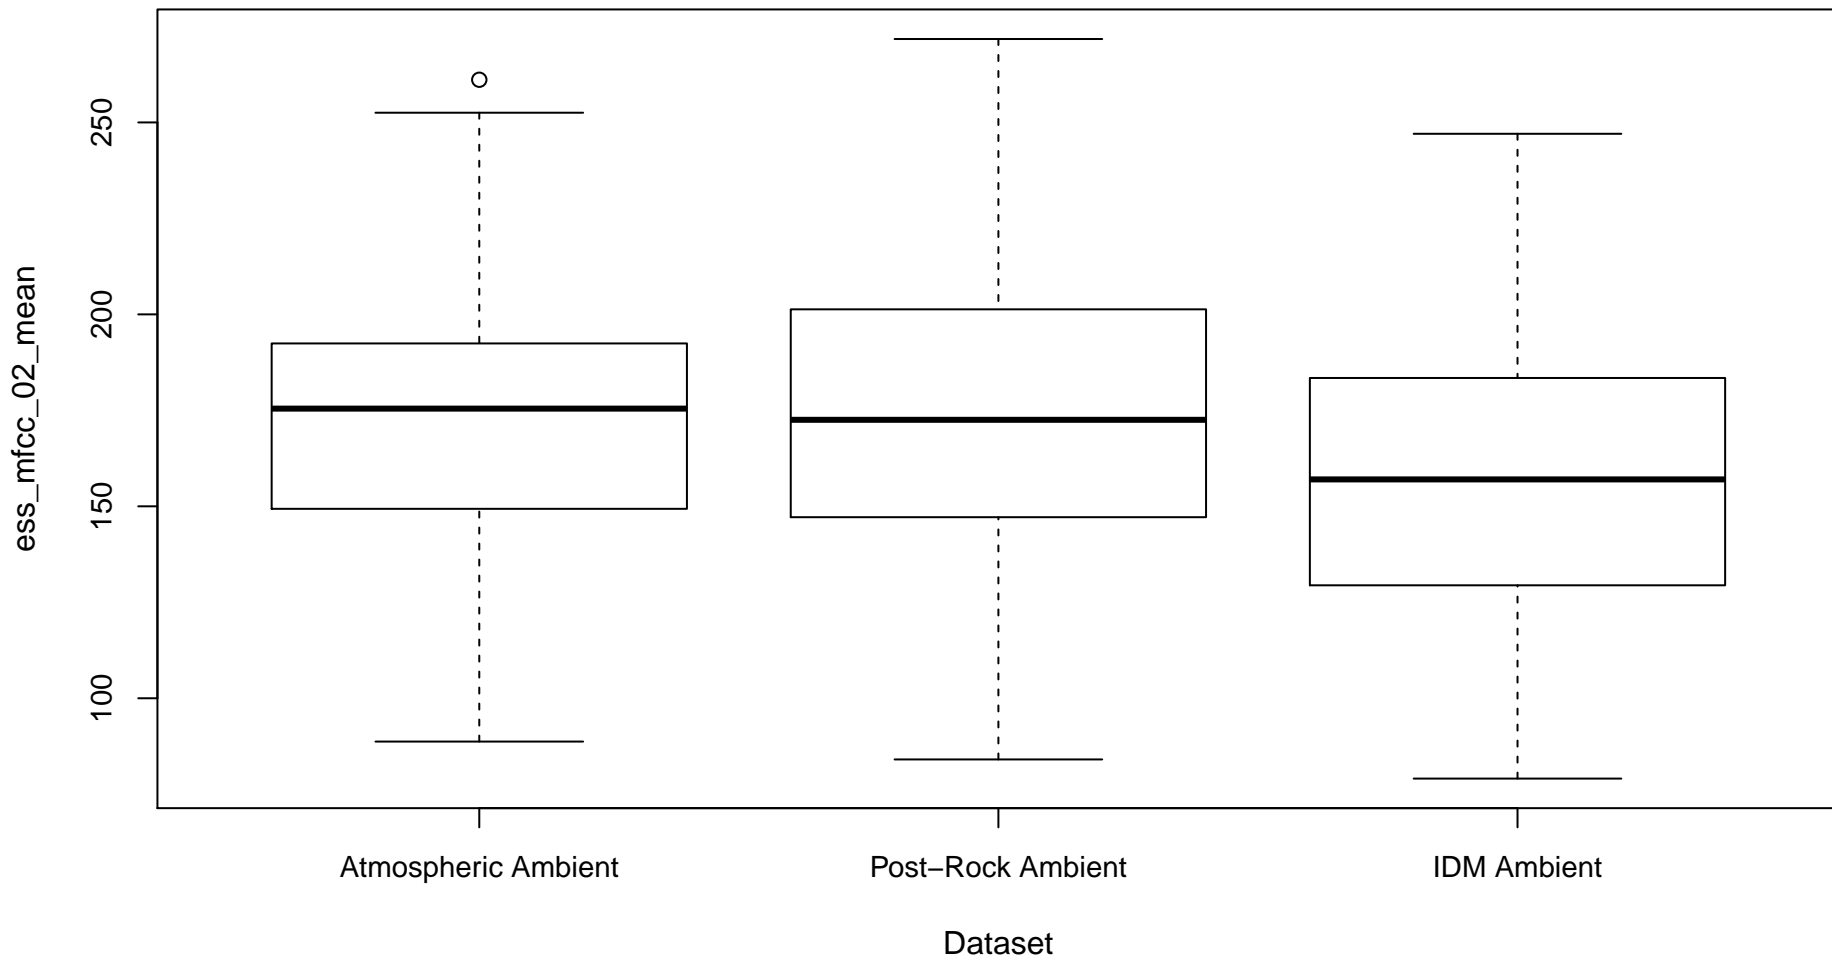 ess_mfcc_02_mean
250
200
150
100
Atmospheric Ambient
Post−Rock Ambient
IDM Ambient
Dataset